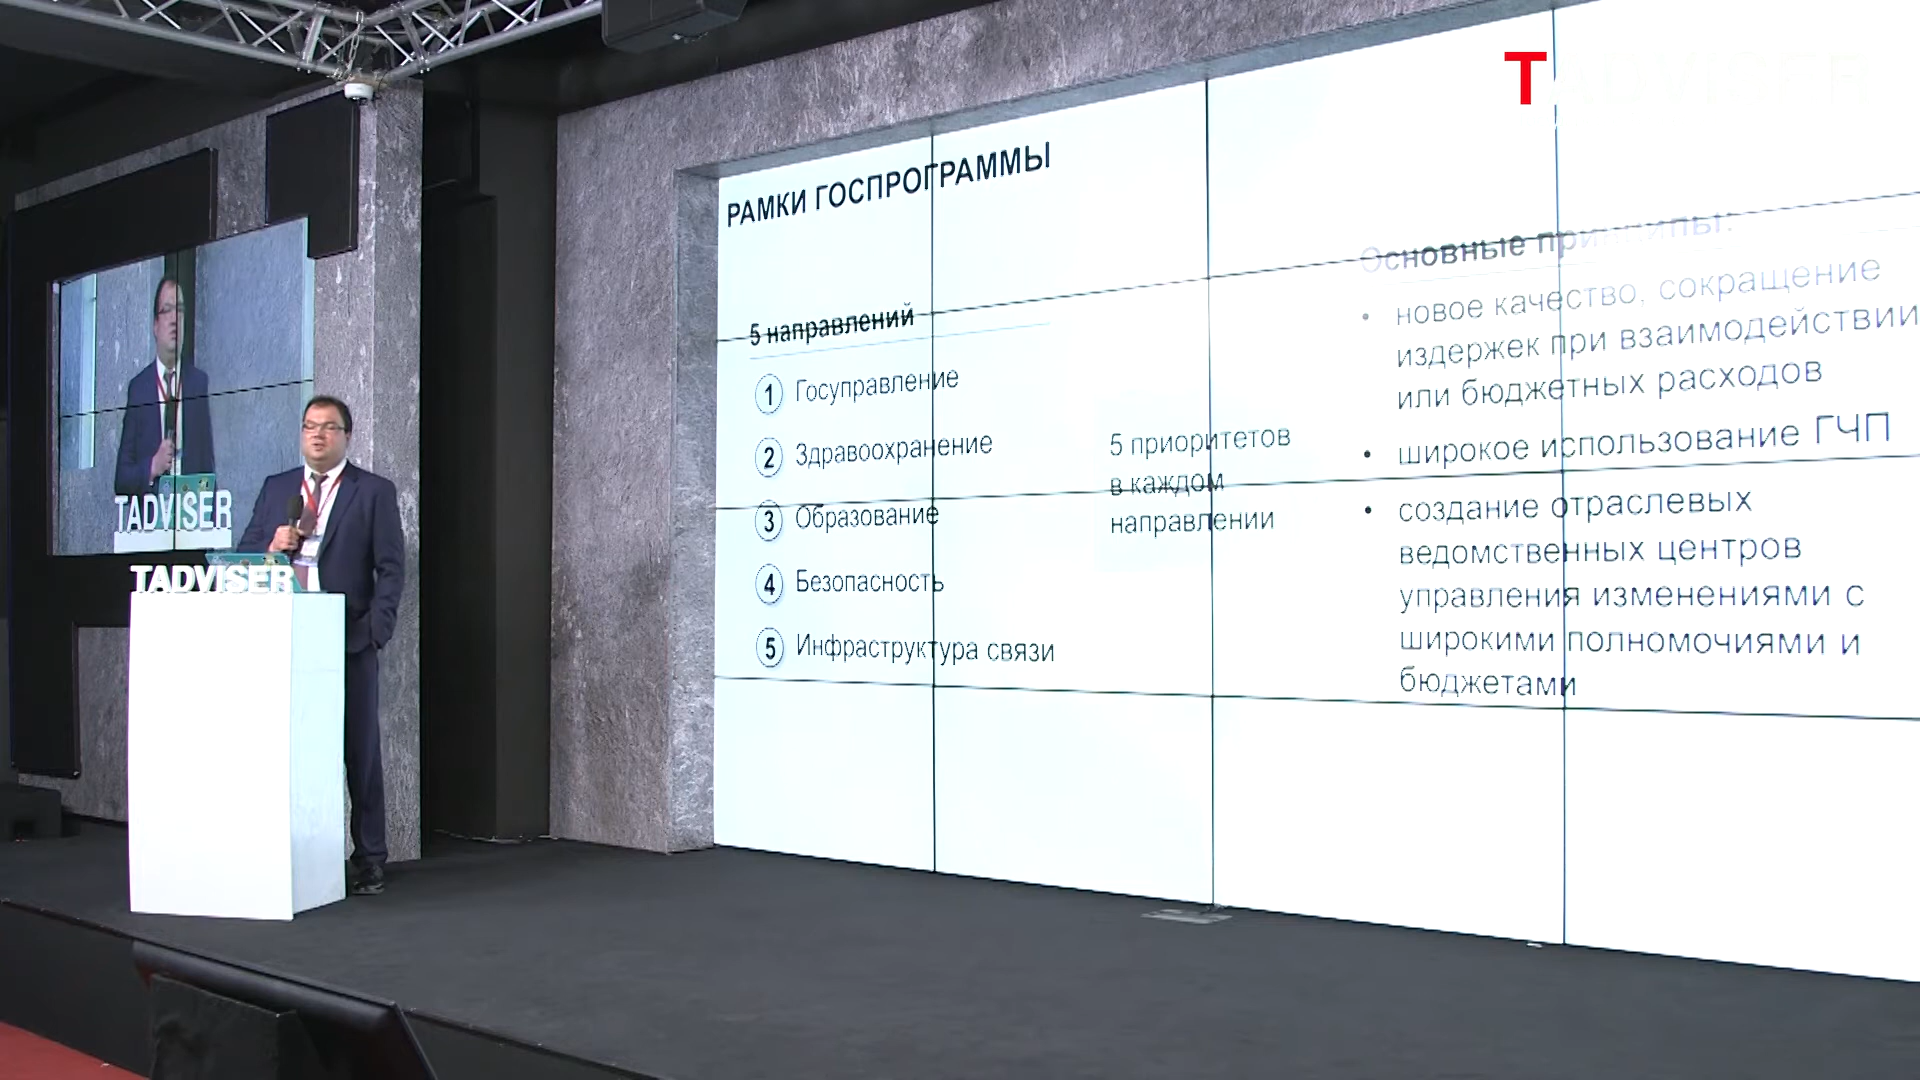 TADVISER
РАМКИ ГОСПРОГРАММЫ
5 направлений
1 Госуправление
2 Здравоохранение
3 Образование
4 Безопасность
5 Инфраструктура связи
5 приоритетов
в каждом
направлении
Основные принципы:
• новое качество, сокращение
издержек при взаимодействии
или бюджетных расходов
• широкое использование ГЧП
• создание отраслевых
ведомственных центров
управления изменениями с
широкими полномочиями и
бюджетами
TADVISER
TADVISER